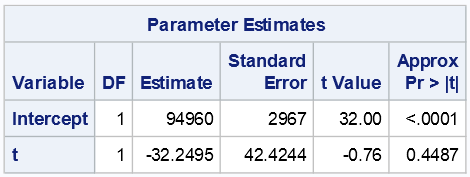 Parameter Estimates
Variable DF Estimate Standard Error t Value Approx Pr > |t|
Intercept 1 94960 2967 32.00 <.0001
t 1 -32.2495 42.4244 -0.76 0.4487